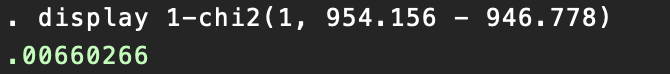 . display 1-chi2(1, 954.156 - 946.778)
.00660266